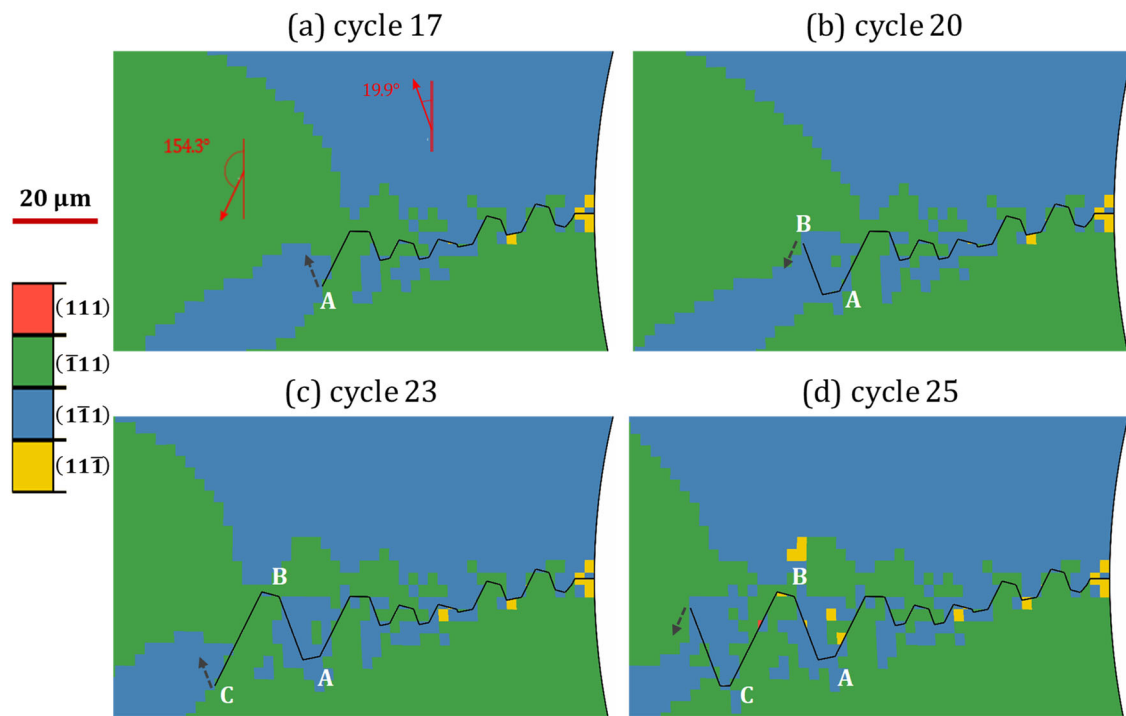 (a) cycle 17
(b) cycle 20
19.9°
154.3°
20 μm
B
A
A
(111)
(1̅11)
(11̅1)
(111̅)
(c) cycle 23
(d) cycle 25
B
B
A
A
C
C